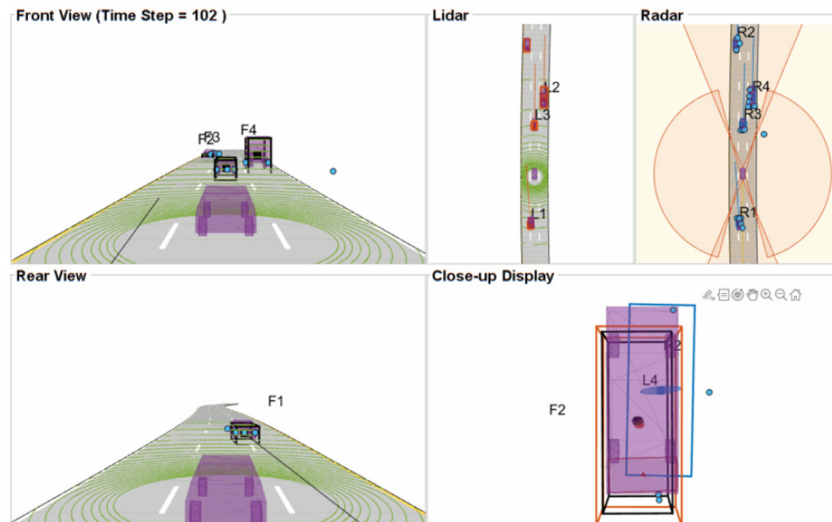 Front View (Time Step = 102 )
F2
F3
F4
Lidar
L2
L3
L1
Radar
R2
R4
R3
R1
Rear View
F1
Close-up Display
R2
L4
F2